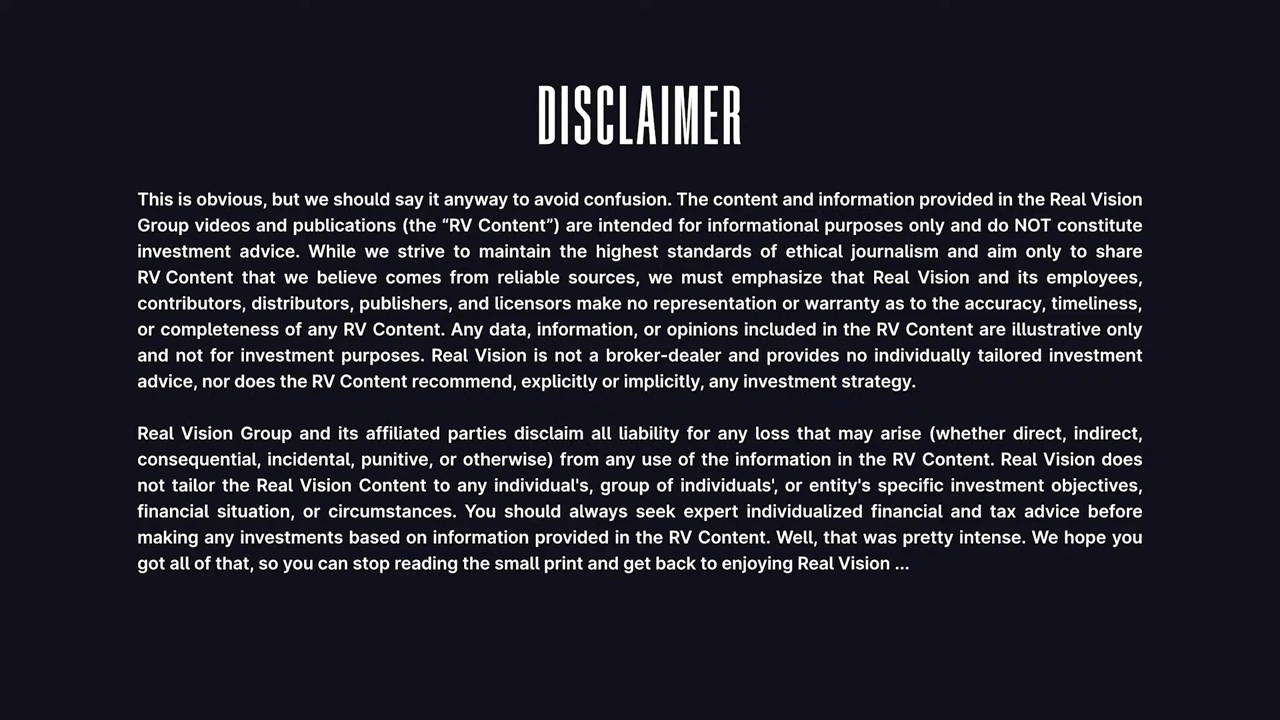 DISCLAIMER
This is obvious, but we should say it anyway to avoid confusion. The content and information provided in the Real Vision
Group videos and publications (the “RV Content”) are intended for informational purposes only and do NOT constitute
investment advice. While we strive to maintain the highest standards of ethical journalism and aim only to share
RV Content that we believe comes from reliable sources, we must emphasize that Real Vision and its employees,
contributors, distributors, publishers, and licensors make no representation or warranty as to the accuracy, timeliness,
or completeness of any RV Content. Any data, information, or opinions included in the RV Content are illustrative only
and not for investment purposes. Real Vision is not a broker-dealer and provides no individually tailored investment
advice, nor does the RV Content recommend, explicitly or implicitly, any investment strategy.
Real Vision Group and its affiliated parties disclaim all liability for any loss that may arise (whether direct, indirect,
consequential, incidental, punitive, or otherwise) from any use of the information in the RV Content. Real Vision does
not tailor the Real Vision Content to any individual's, group of individuals', or entity's specific investment objectives,
financial situation, or circumstances. You should always seek expert individualized financial and tax advice before
making any investments based on information provided in the RV Content. Well, that was pretty intense. We hope you
got all of that, so you can stop reading the small print and get back to enjoying Real Vision ...